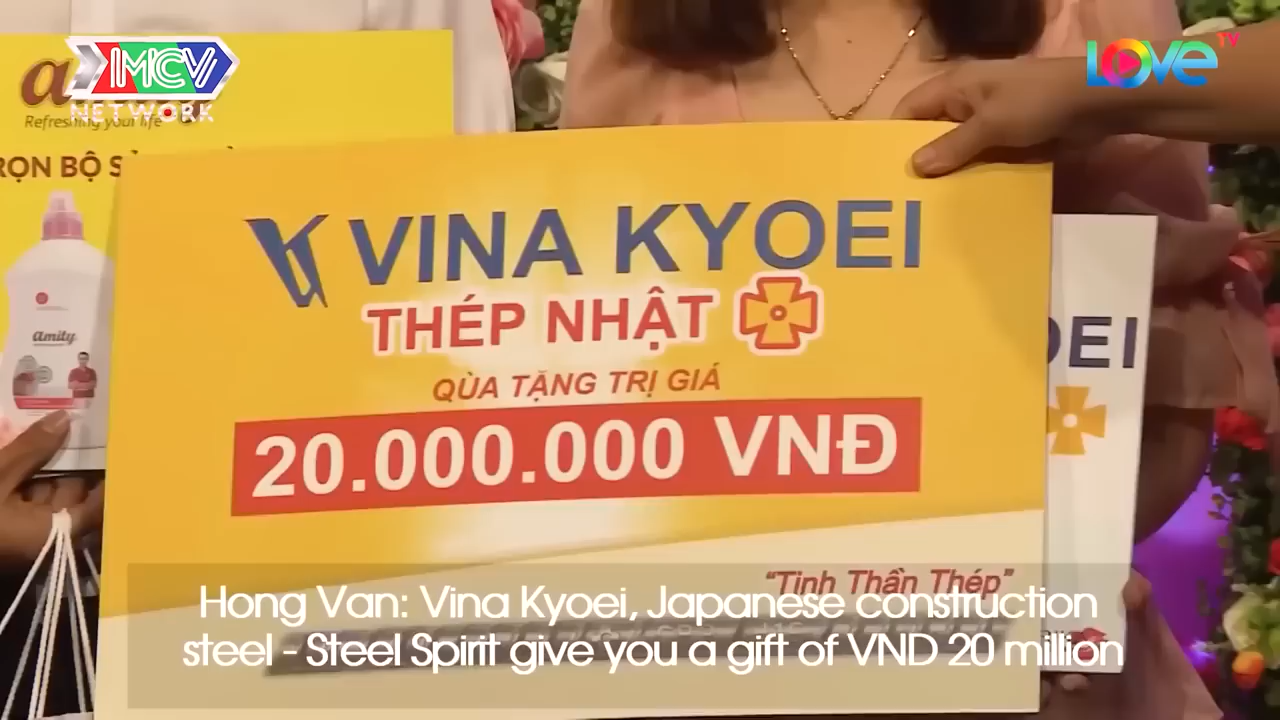 MCV
NETWORK
LOVE TV
Refreshing your life
RỌN BỘ
amily
VINA KYOEI
THÉP NHẬT
QÙA TẶNG TRỊ GIÁ
20.000.000 VNĐ
OEI
"Tinh Thần Thép"
Hong Van: Vina Kyoei, Japanese construction
steel - Steel Spirit give you a gift of VND 20 million